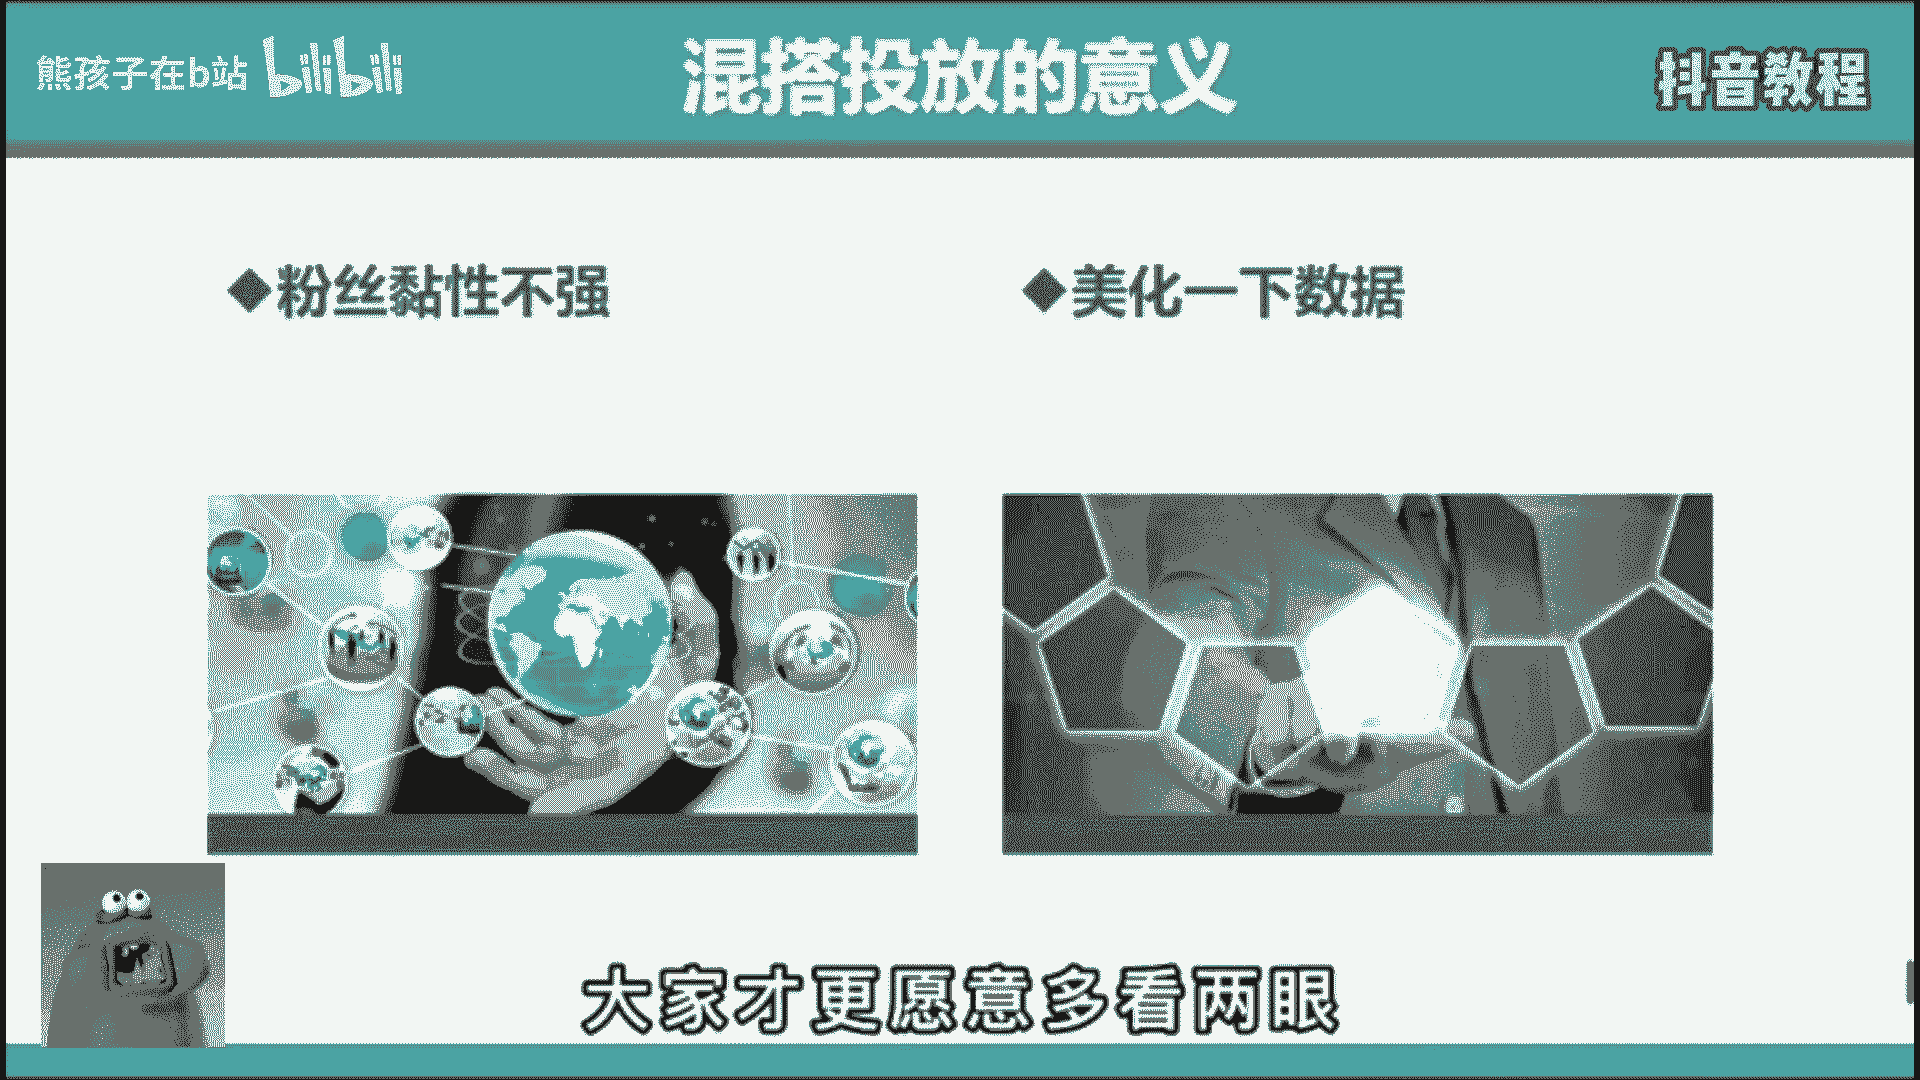 熊孩子在b站 bilibili
混搭投放的意义
抖音教程
◆粉丝黏性不强
◆美化一下数据
大家才更愿意多看两眼